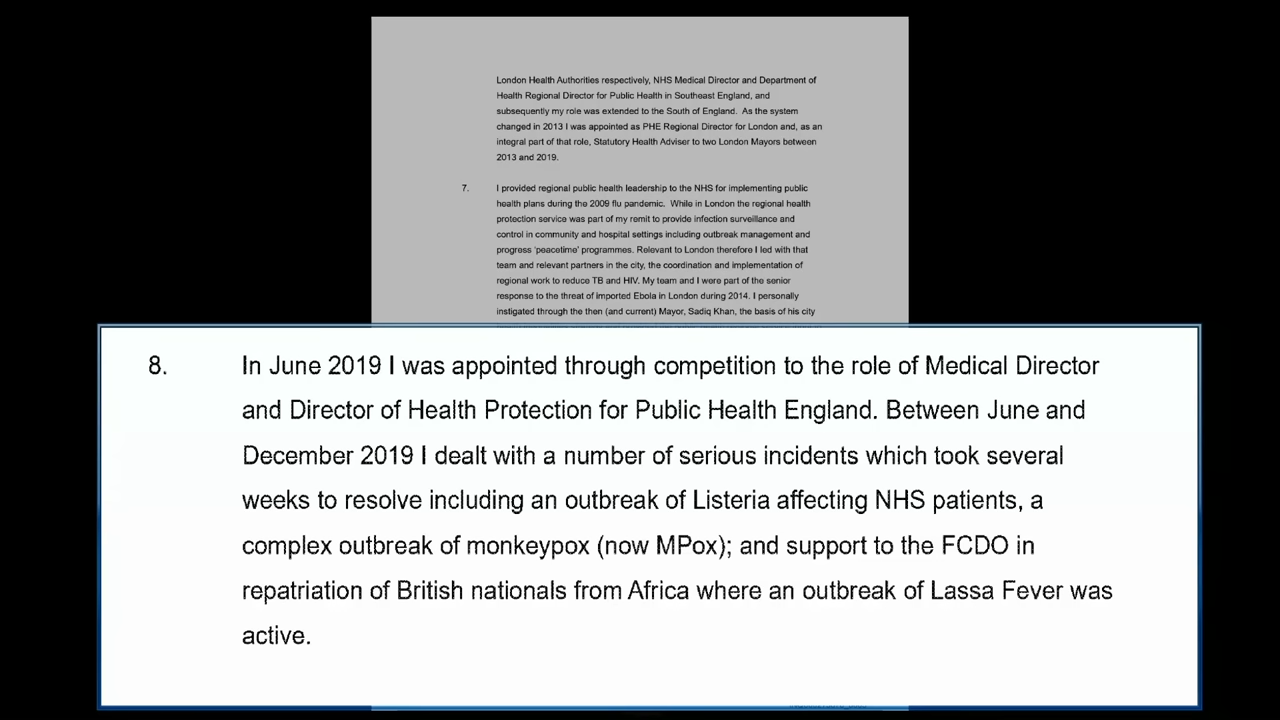 London Health Authorities respectively, NHS Medical Director and Department of
Health Regional Director for Public Health in Southeast England, and
subsequently my role was extended to the South of England. As the system
changed in 2013 I was appointed as PHE Regional Director for London and, as an
integral part of that role, Statutory Health Adviser to two London Mayors between
2013 and 2019.
7. I provided regional public health leadership to the NHS for implementing public
health plans during the 2009 flu pandemic. While in London the regional health
protection service was part of my remit to provide infection surveillance and
control in community and hospital settings including outbreak management and
progress 'peacetime' programmes. Relevant to London therefore I led with that
team and relevant partners in the city, the coordination and implementation of
regional work to reduce TB and HIV. My team and I were part of the senior
response to the threat of imported Ebola in London during 2014. I personally
instigated through the then (and current) Mayor, Sadiq Khan, the basis of his city
8. In June 2019 I was appointed through competition to the role of Medical Director
and Director of Health Protection for Public Health England. Between June and
December 2019 I dealt with a number of serious incidents which took several
weeks to resolve including an outbreak of Listeria affecting NHS patients, a
complex outbreak of monkeypox (now MPox); and support to the FCDO in
repatriation of British nationals from Africa where an outbreak of Lassa Fever was
active.